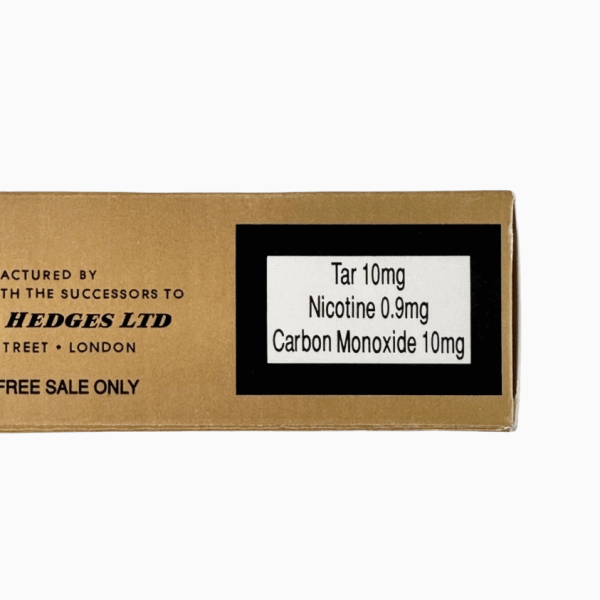 ACTURED BY
TH THE SUCCESSORS TO
HEDGES LTD
TREET • LONDON
FREE SALE ONLY
Tar 10mg
Nicotine 0.9mg
Carbon Monoxide 10mg